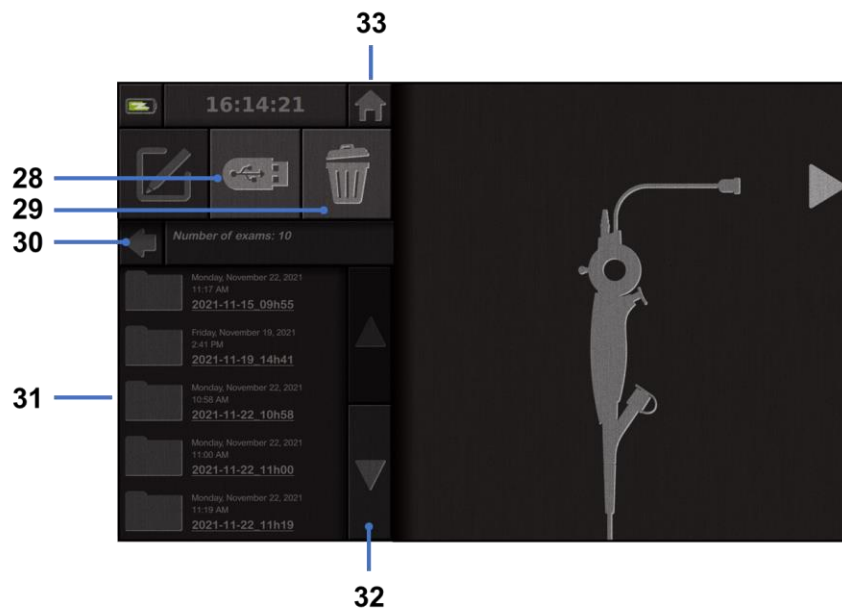 33
16:14:21
28
29
30
Number of exams: 10
Monday, November 22, 2021
11:17 AM
2021-11-15_09h55
Friday, November 19, 2021
2:41 PM
2021-11-19_14h41
31
Monday, November 22, 2021
10:58 AM
2021-11-22_10h58
Monday, November 22, 2021
11:00 AM
2021-11-22_11h00
Monday, November 22, 2021
11:19 AM
2021-11-22_11h19
32